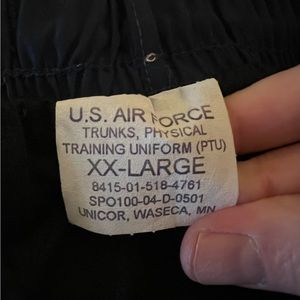 U.S. AIR FORCE
TRUNKS, PHYSICAL
TRAINING UNIFORM (PTU)
XX-LARGE
8415-01-518-4761
SPO100-04-D-0501
UNICOR, WASECA, MN